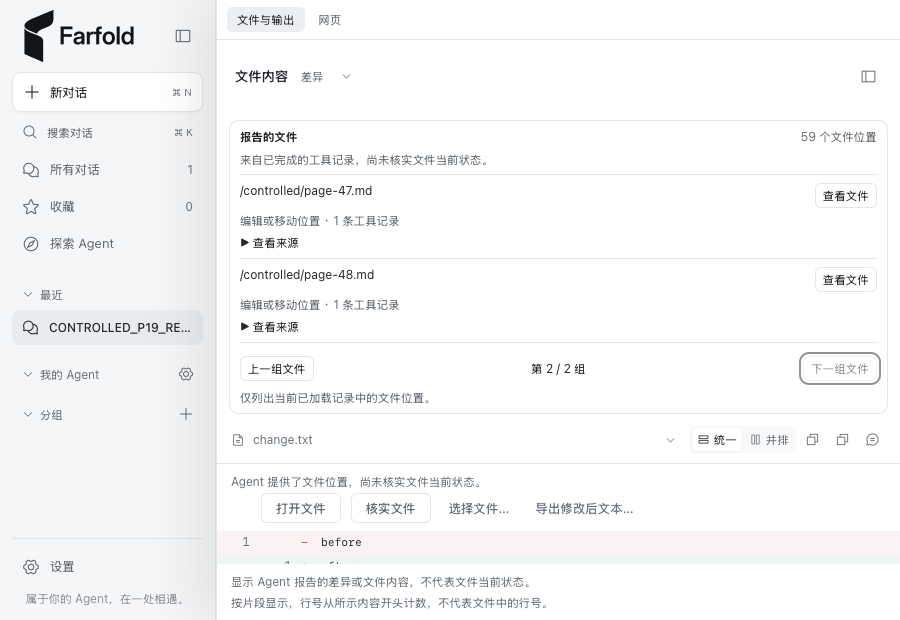 Farfold
新对话 ⌘ N
搜索对话 ⌘ K
所有对话 1
收藏 0
探索 Agent
最近
CONTROLLED_P19_RE...
我的 Agent
分组
设置
属于你的 Agent，在一处相遇。
文件与输出 网页
文件内容 差异
报告的文件 59 个文件位置
来自已完成的工具记录，尚未核实文件当前状态。
/controlled/page-47.md 查看文件
编辑或移动位置 · 1 条工具记录
查看来源
/controlled/page-48.md 查看文件
编辑或移动位置 · 1 条工具记录
查看来源
上一组文件 第 2 / 2 组 下一组文件
仅列出当前已加载记录中的文件位置。
change.txt 统一 并排
Agent 提供了文件位置，尚未核实文件当前状态。
打开文件 核实文件 选择文件... 导出修改后文本...
1 − before
显示 Agent 报告的差异或文件内容，不代表文件当前状态。
按片段显示，行号从所示内容开头计数，不代表文件中的行号。